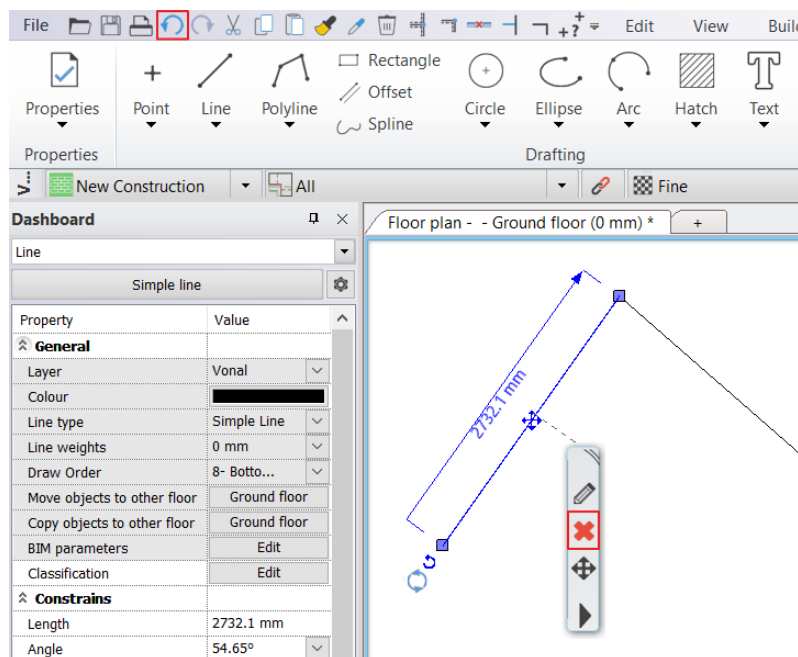 File Edit View
Rectangle
Offset
Spline
Properties Point Line Polyline Circle Ellipse Arc Hatch Text
Properties Drafting
New Construction All Fine
Dashboard
Floor plan - - Ground floor (0 mm) * +
Line
Simple line
Property Value
General
Layer Vonal
Colour
Line type Simple Line
Line weights 0 mm
Draw Order 8- Botto...
Move objects to other floor Ground floor
Copy objects to other floor Ground floor
BIM parameters Edit
Classification Edit
Constrains
Length 2732.1 mm
Angle 54.65°
2732.1 mm